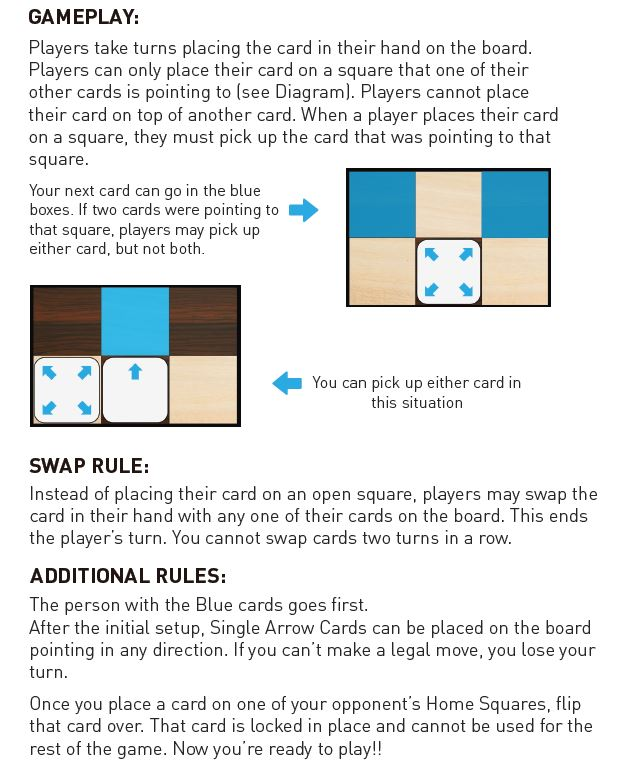 GAMEPLAY:
Players take turns placing the card in their hand on the board.
Players can only place their card on a square that one of their
other cards is pointing to (see Diagram). Players cannot place
their card on top of another card. When a player places their card
on a square, they must pick up the card that was pointing to that
square.
Your next card can go in the blue
boxes. If two cards were pointing to
that square, players may pick up
either card, but not both.
You can pick up either card in
this situation
SWAP RULE:
Instead of placing their card on an open square, players may swap the
card in their hand with any one of their cards on the board. This ends
the player's turn. You cannot swap cards two turns in a row.
ADDITIONAL RULES:
The person with the Blue cards goes first.
After the initial setup, Single Arrow Cards can be placed on the board
pointing in any direction. If you can't make a legal move, you lose your
turn.
Once you place a card on one of your opponent's Home Squares, flip
that card over. That card is locked in place and cannot be used for the
rest of the game. Now you're ready to play!!